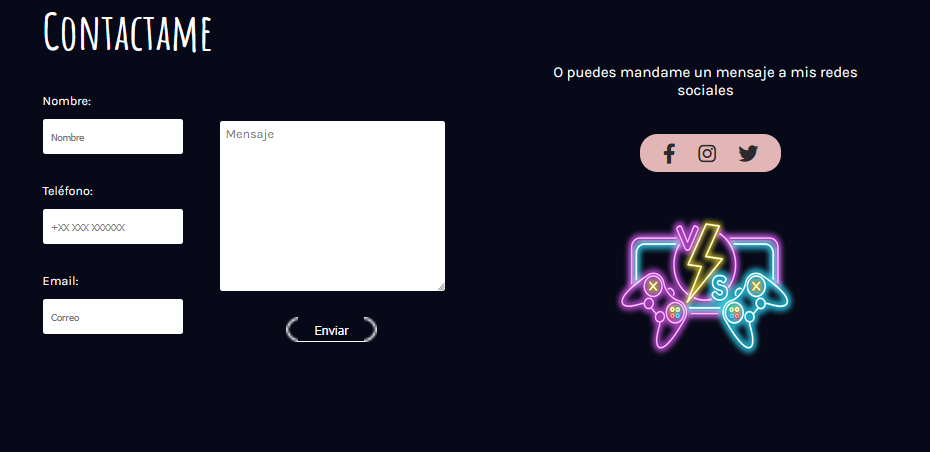 Contactame
Nombre:
Nombre
Teléfono:
+XX XXX XXXXXX
Email:
Correo
Mensaje
Enviar
O puedes mandame un mensaje a mis redes
sociales
V
S